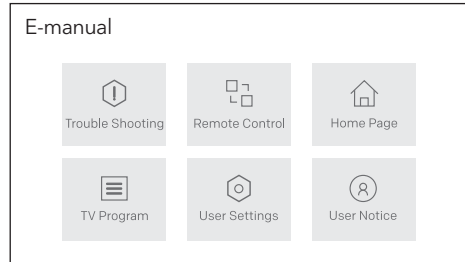 E-manual
Trouble Shooting
Remote Control
Home Page
TV Program
User Settings
User Notice